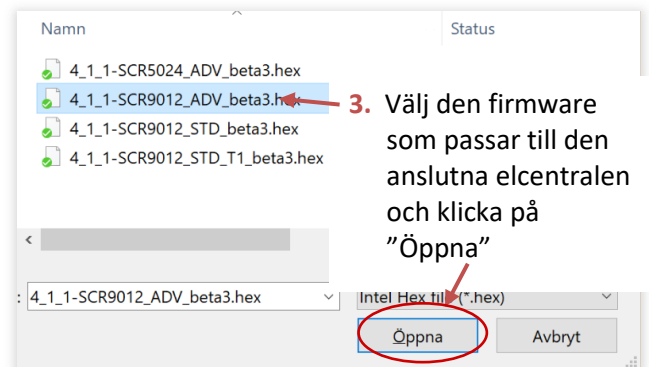 Namn Status
4_1_1-SCR5024_ADV_beta3.hex
4_1_1-SCR9012_ADV_beta3.hex
4_1_1-SCR9012_STD_beta3.hex
4_1_1-SCR9012_STD_T1_beta3.hex
3. Välj den firmware
som passar till den
anslutna elcentralen
och klicka på
”Öppna”
: 4_1_1-SCR9012_ADV_beta3.hex
Intel Hex fil (*.hex)
Öppna Avbryt